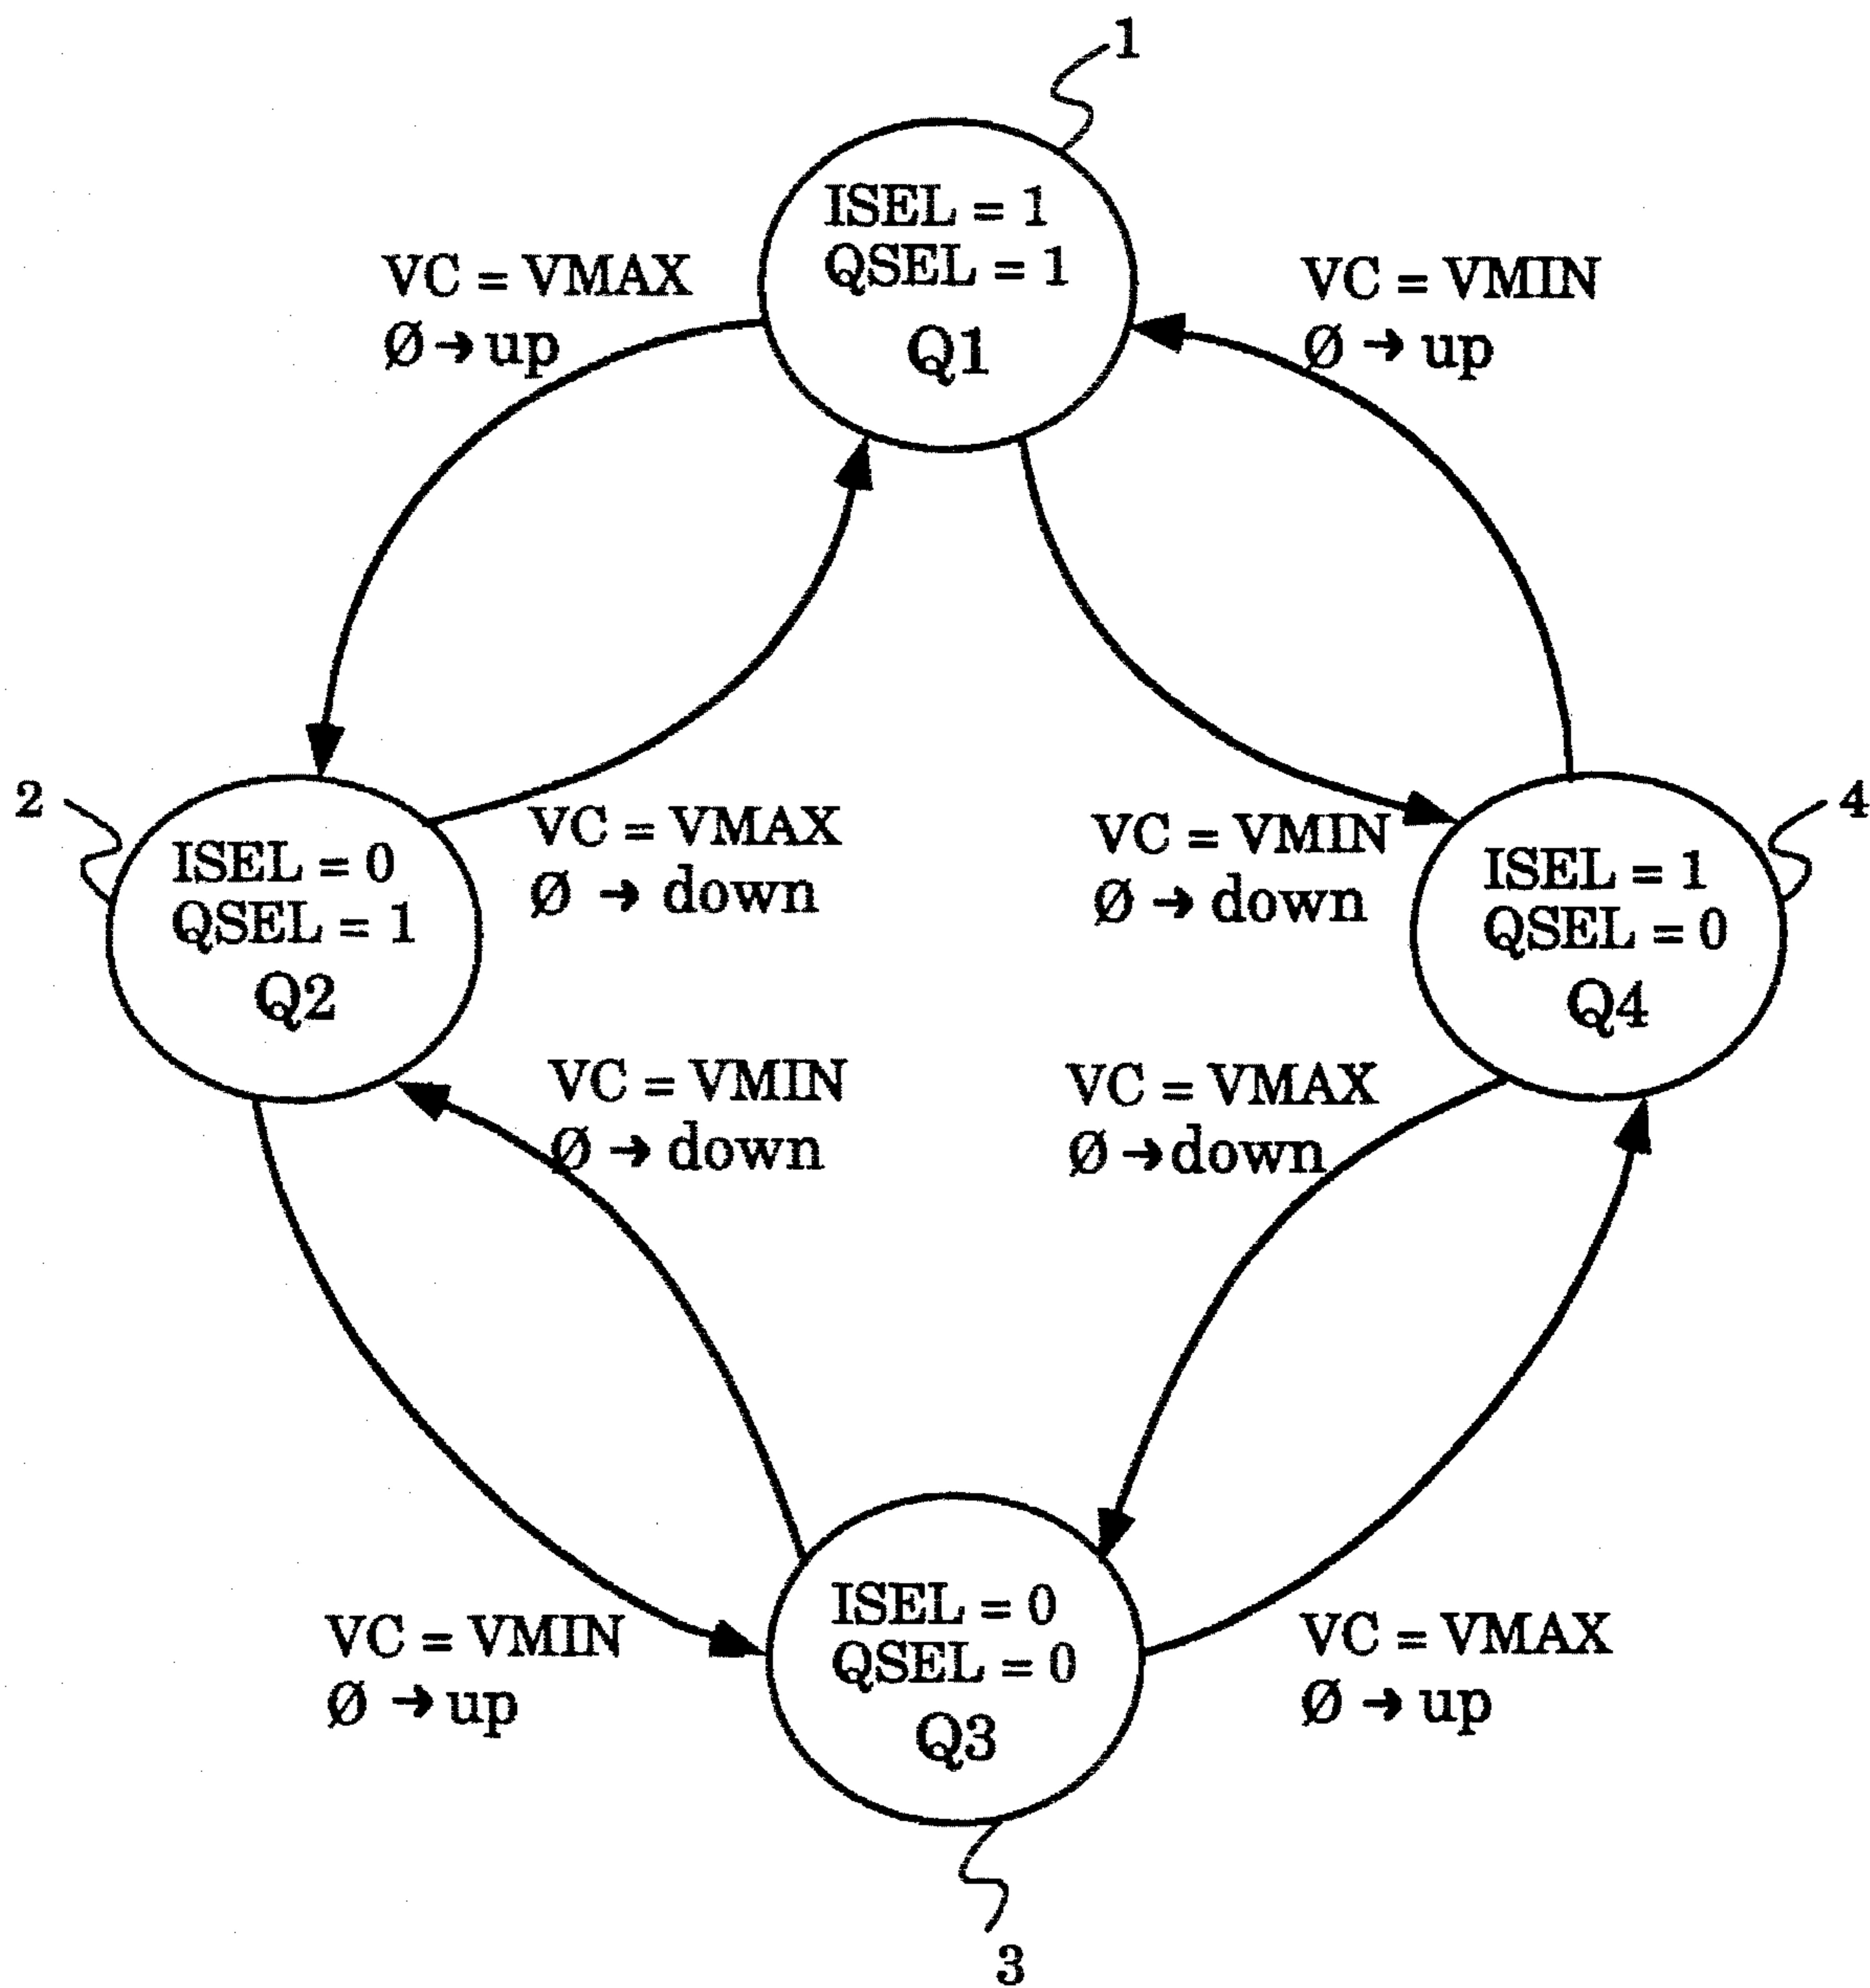 1
ISEL = 1
QSEL = 1
Q1
VC = VMAX
Ø → up
VC = VMIN
Ø → up
2
ISEL = 0
QSEL = 1
Q2
VC = VMAX
Ø → down
VC = VMIN
Ø → down
4
ISEL = 1
QSEL = 0
Q4
VC = VMIN
Ø → down
VC = VMAX
Ø → down
VC = VMIN
Ø → up
ISEL = 0
QSEL = 0
Q3
VC = VMAX
Ø → up
3